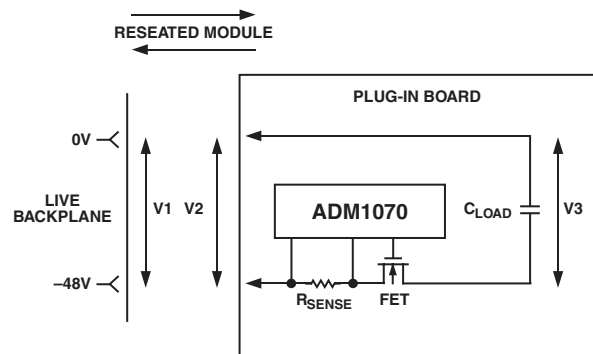 RESEATED MODULE
PLUG-IN BOARD
0V
LIVE
BACKPLANE
V1
V2
ADM1070
CLOAD
V3
–48V
RSENSE
FET